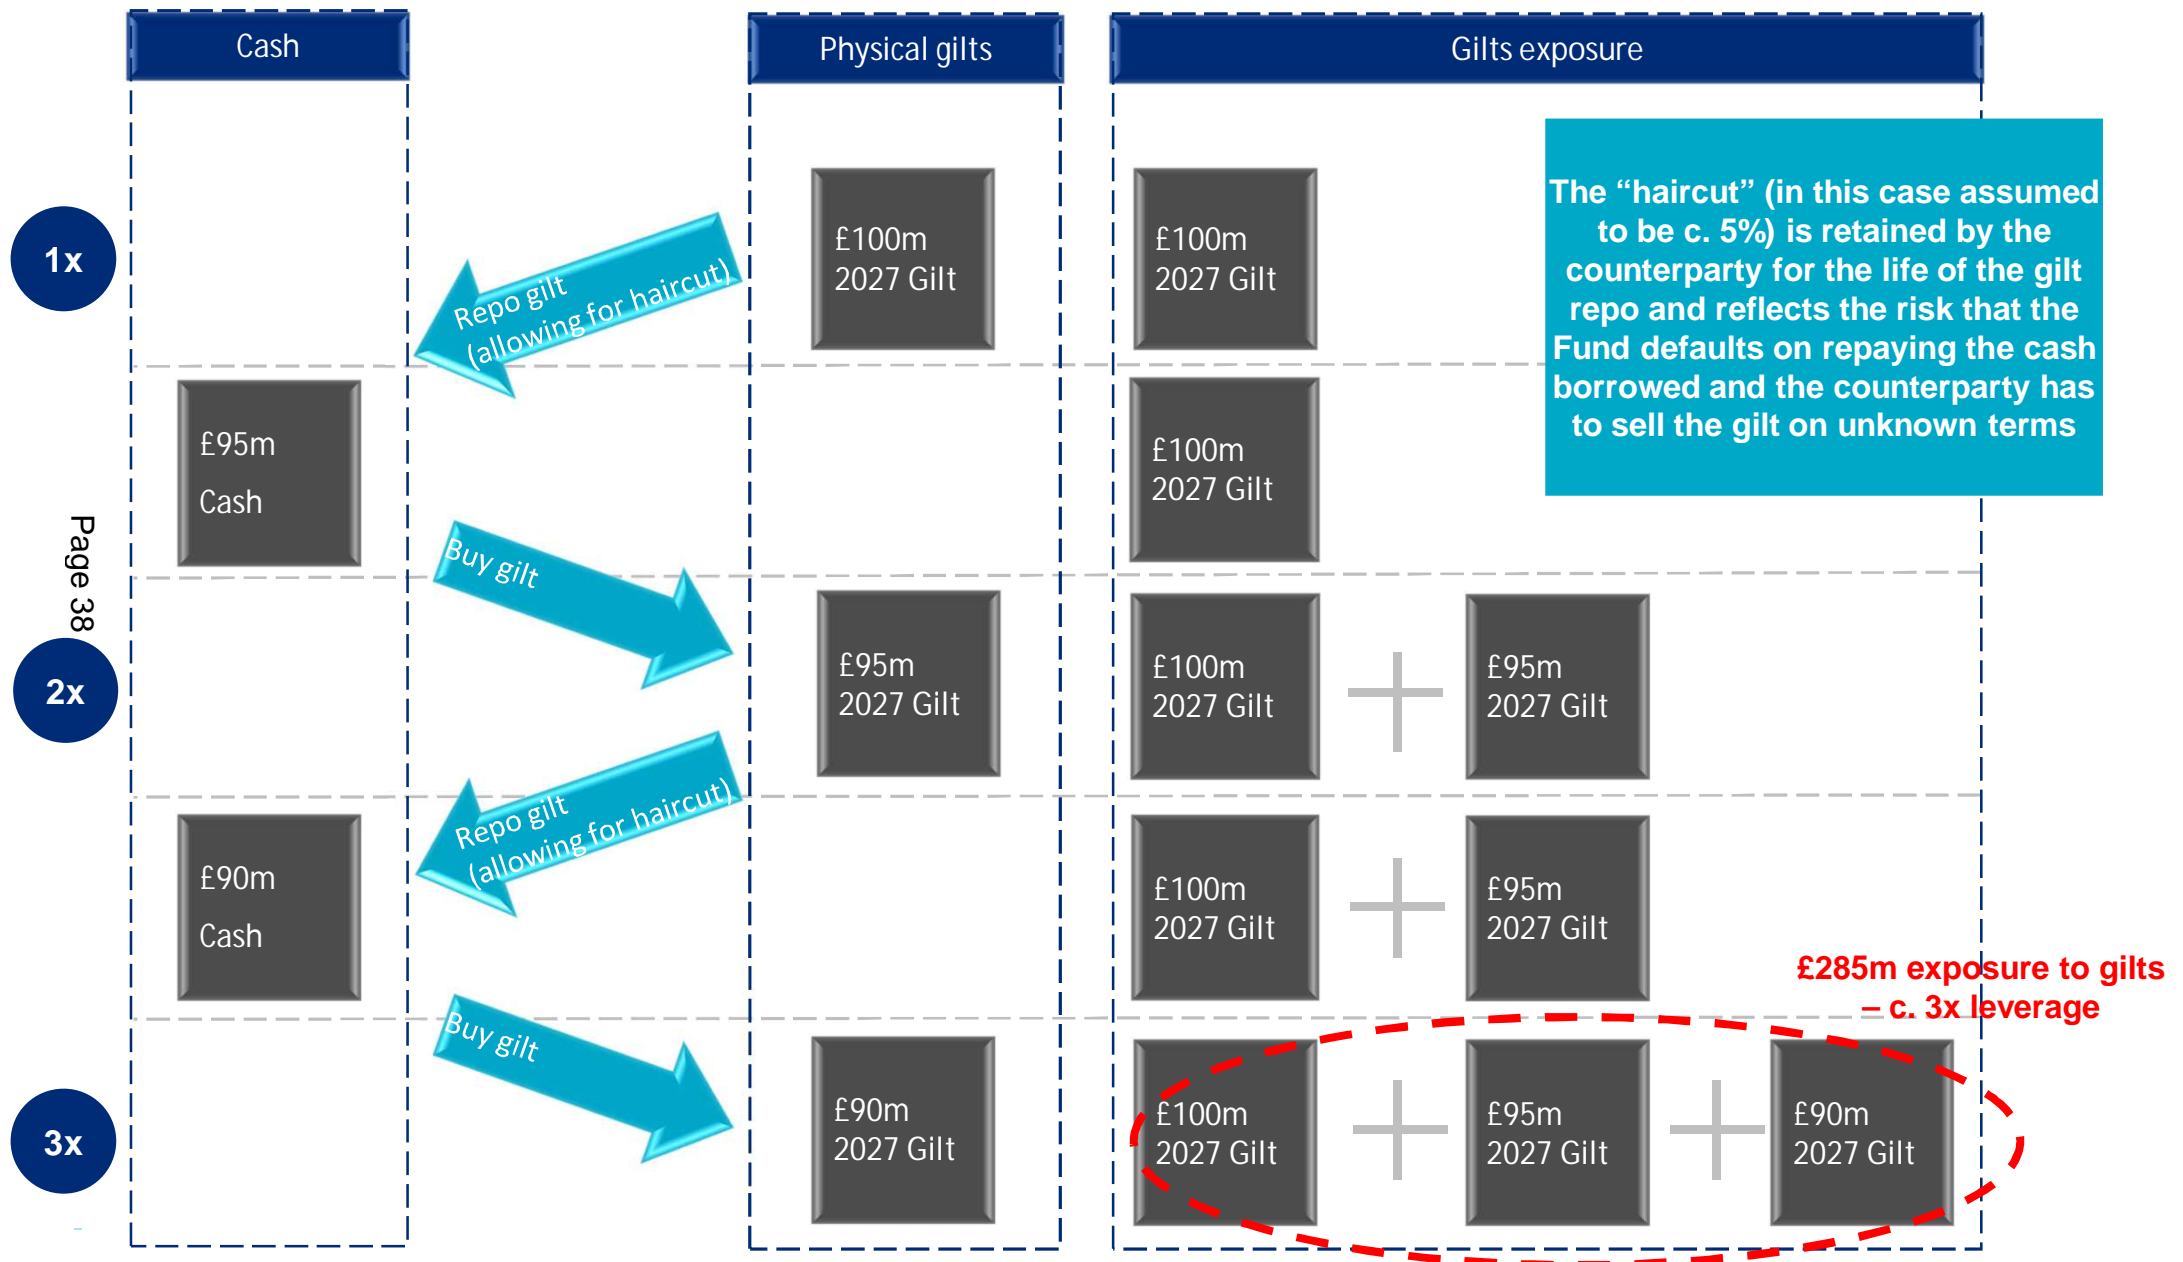 Cash
Physical gilts
Gilts exposure
The “haircut” (in this case assumed
to be c. 5%) is retained by the
counterparty for the life of the gilt
repo and reflects the risk that the
Fund defaults on repaying the cash
borrowed and the counterparty has
to sell the gilt on unknown terms
1x
Repo gilt
(allowing for haircut)
£100m
2027 Gilt
£100m
2027 Gilt
£95m
Cash
£100m
2027 Gilt
Page 38
Buy gilt
2x
£95m
2027 Gilt
£100m
2027 Gilt
£95m
2027 Gilt
Repo gilt
(allowing for haircut)
£90m
Cash
£100m
2027 Gilt
£95m
2027 Gilt
£285m exposure to gilts
– c. 3x leverage
Buy gilt
3x
£90m
2027 Gilt
£100m
2027 Gilt
£95m
2027 Gilt
£90m
2027 Gilt